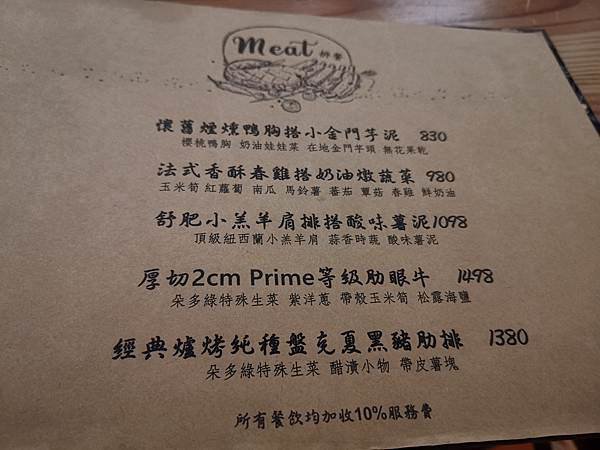 Meat 排餐
懷舊煙燻鴨胸搭小金門芋泥 830
櫻桃鴨胸 奶油娃娃菜 在地金門芋頭 無花果乾
法式香酥春雞搭奶油燉蔬菜 980
玉米筍 紅蘿蔔 南瓜 馬鈴薯 蕃茄 蕈菇 春雞 鮮奶油
舒肥小羔羊肩排搭酸味薯泥1098
頂級紐西蘭小羔羊肩 蒜香時蔬 酸味薯泥
厚切2cm Prime等級肋眼牛 1498
朵多綠特殊生菜 紫洋蔥 帶殼玉米筍 松露海鹽
經典爐烤純種盤克夏黑豬肋排 1380
朵多綠特殊生菜 醋漬小物 帶皮薯塊
所有餐飲均加收10%服務費